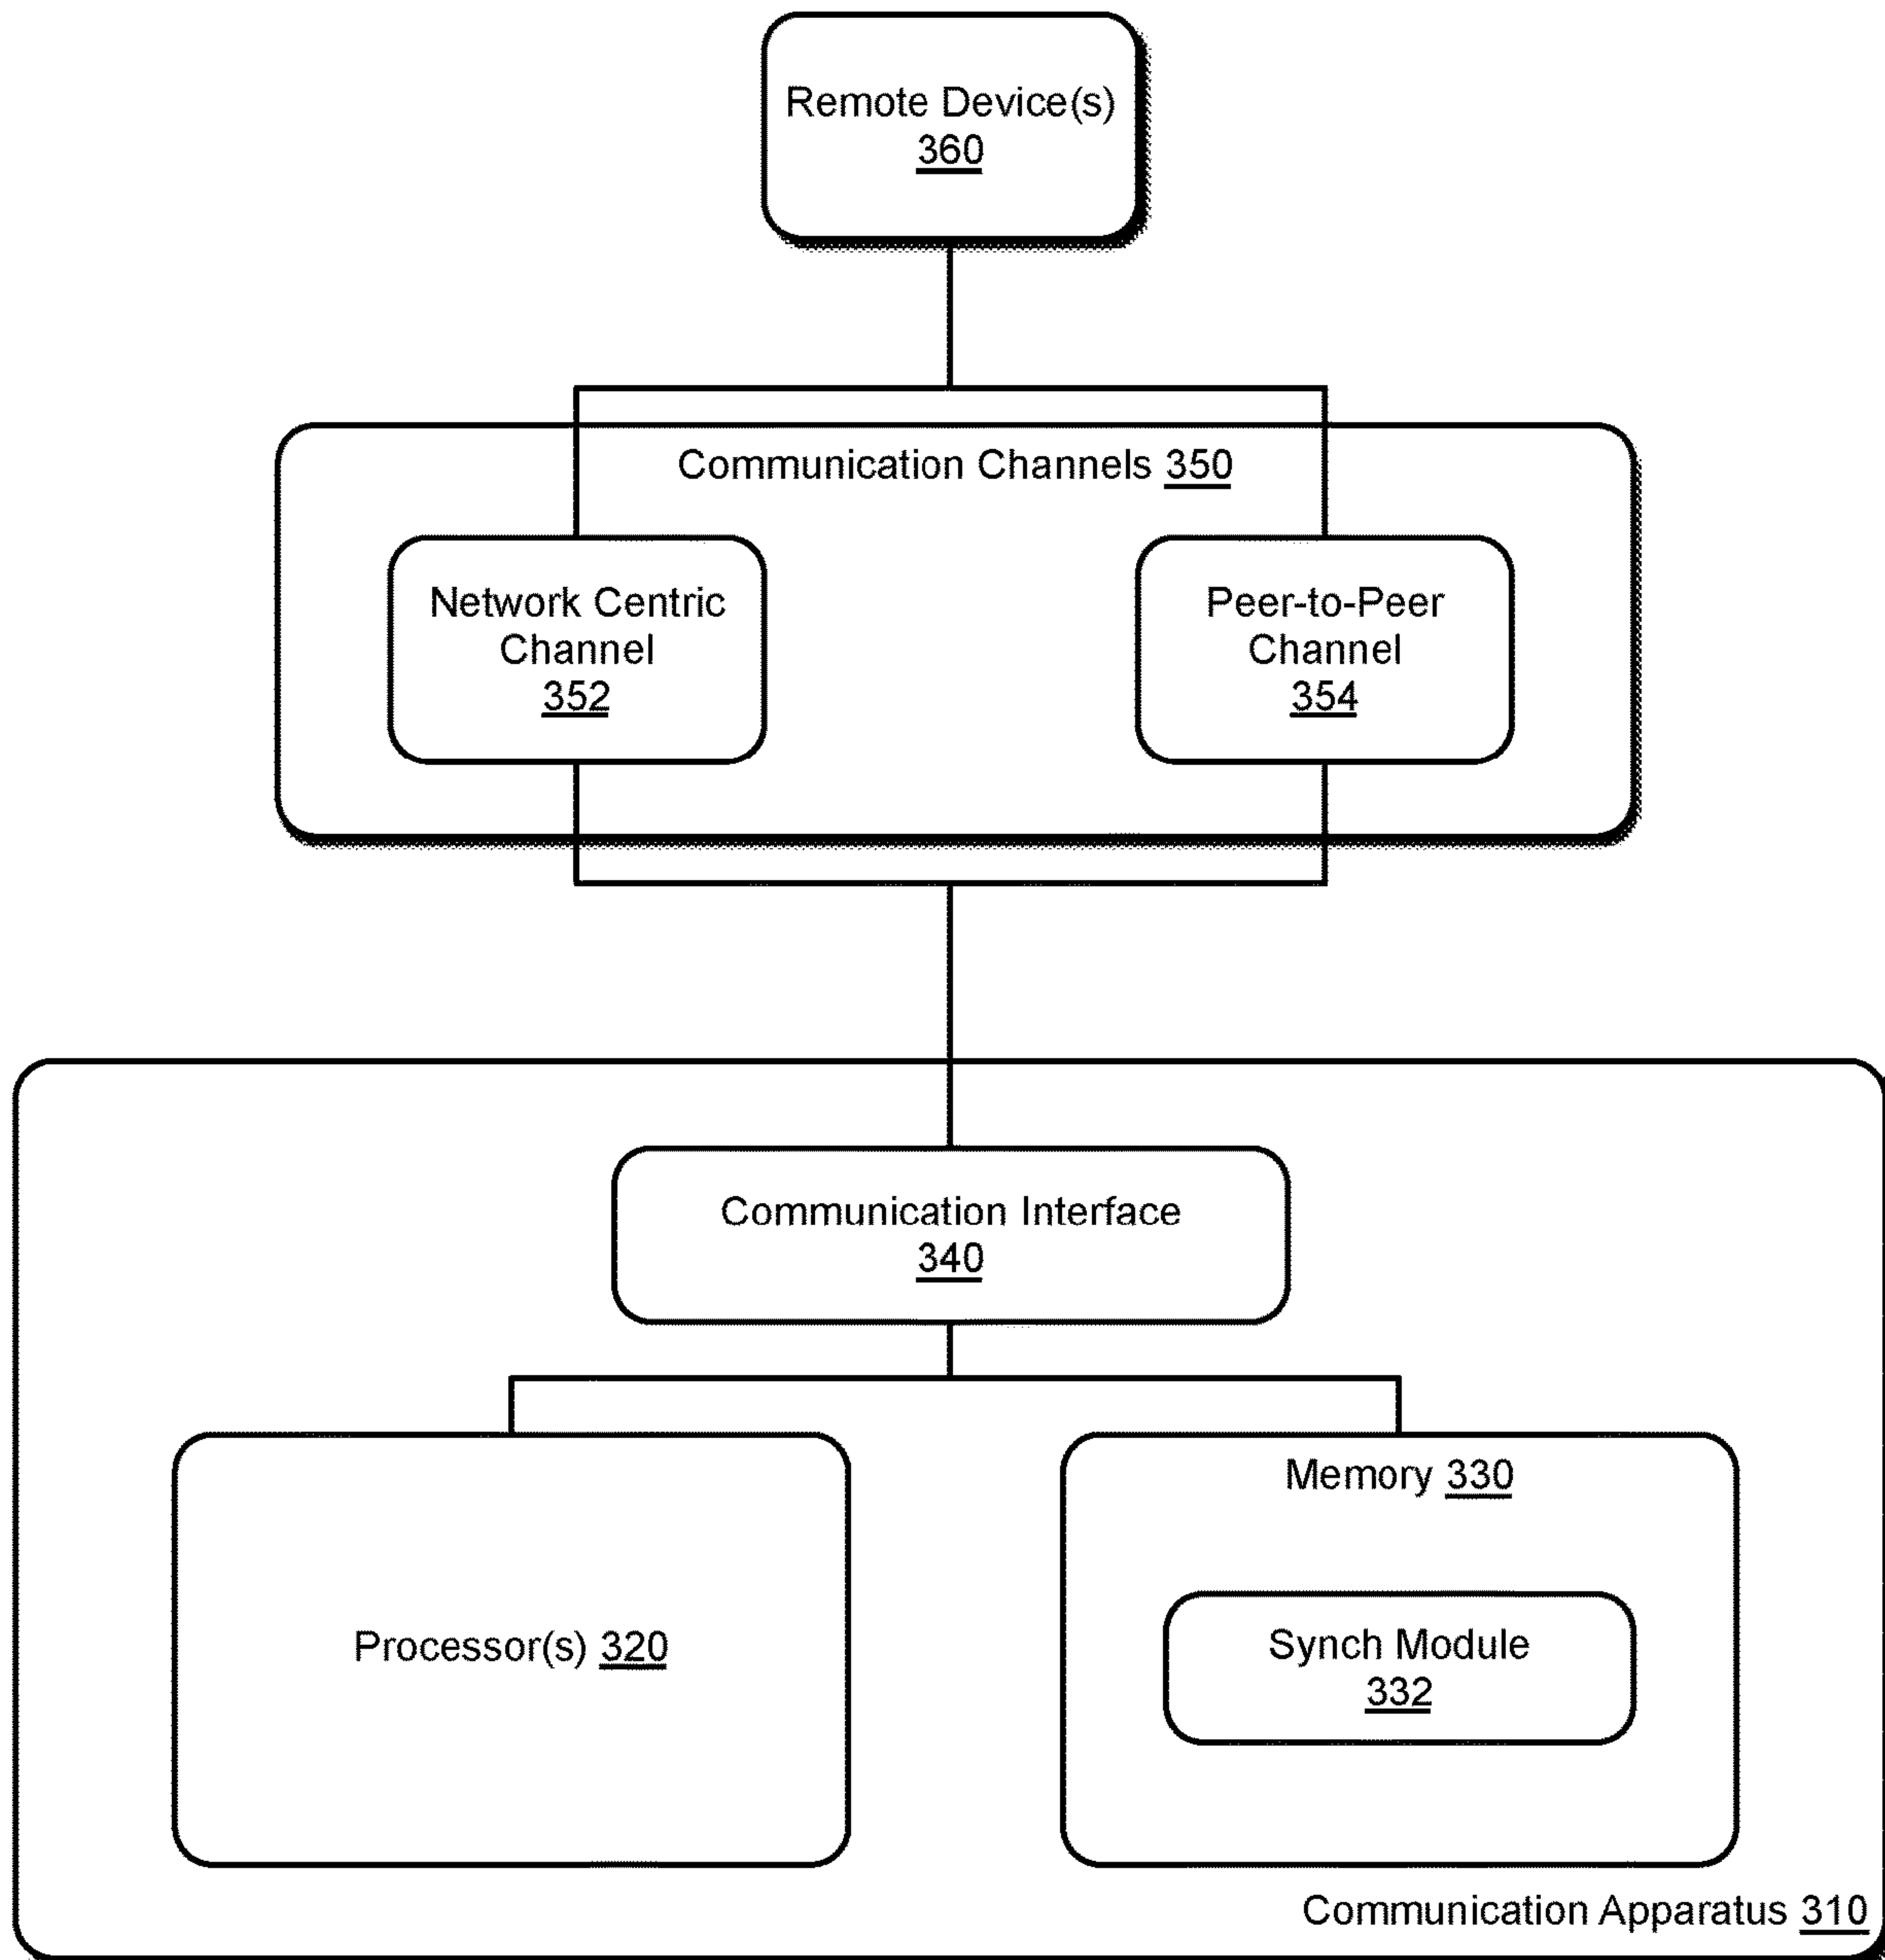 Remote Device(s)
360
Communication Channels 350
Network Centric
Channel
352
Peer-to-Peer
Channel
354
Communication Interface
340
Processor(s) 320
Memory 330
Synch Module
332
Communication Apparatus 310